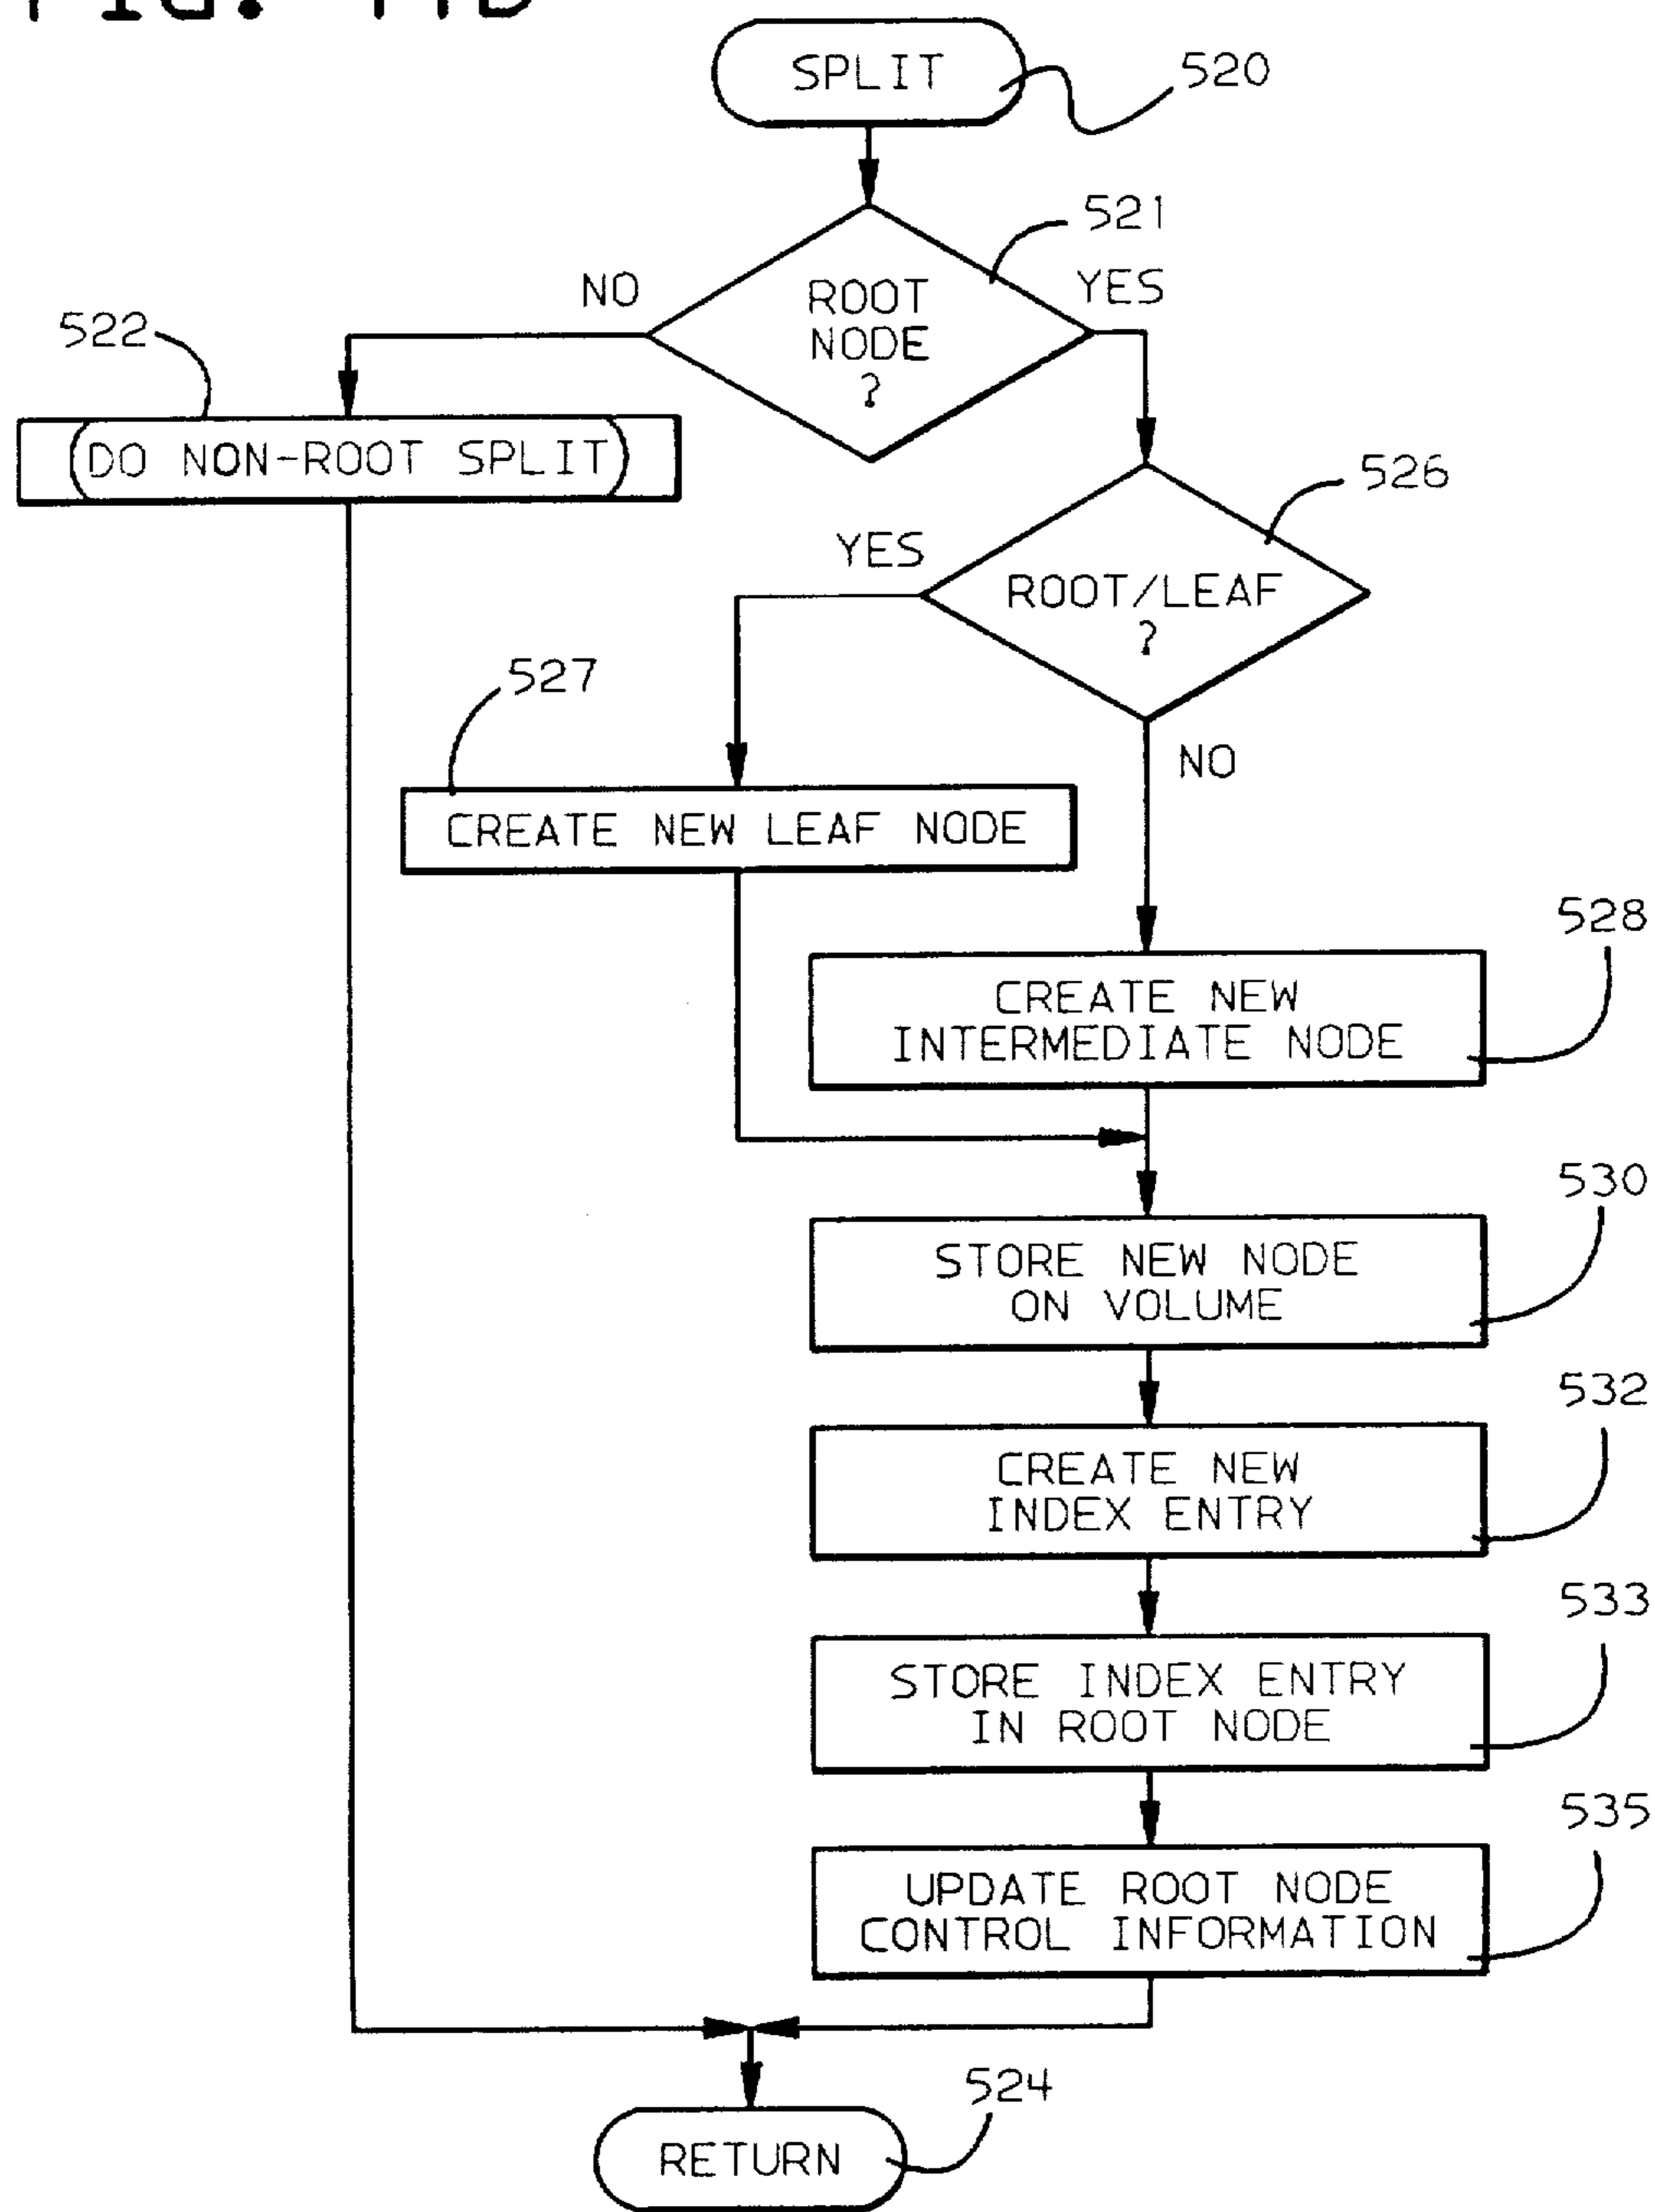 SPLIT
520
521
NO
YES
ROOT
NODE
?
522
DO NON-ROOT SPLIT
526
YES
ROOT/LEAF
?
527
NO
CREATE NEW LEAF NODE
528
CREATE NEW
INTERMEDIATE NODE
530
STORE NEW NODE
ON VOLUME
532
CREATE NEW
INDEX ENTRY
533
STORE INDEX ENTRY
IN ROOT NODE
535
UPDATE ROOT NODE
CONTROL INFORMATION
524
RETURN